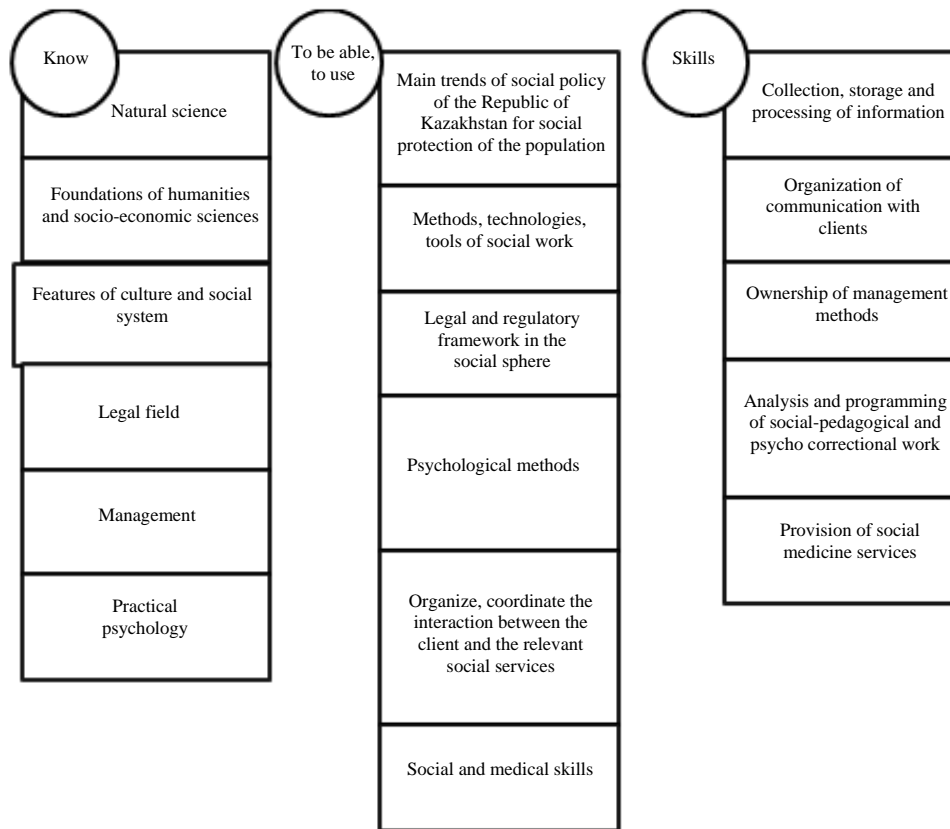 Know
Natural science
Foundations of humanities
and socio-economic sciences
Features of culture and social
system
Legal field
Management
Practical
psychology
To be able,
to use
Main trends of social policy
of the Republic of
Kazakhstan for social
protection of the population
Methods, technologies,
tools of social work
Legal and regulatory
framework in the
social sphere
Psychological methods
Organize, coordinate the
interaction between the
client and the relevant
social services
Social and medical skills
Skills
Collection, storage and
processing of information
Organization of
communication with
clients
Ownership of management
methods
Analysis and programming
of social-pedagogical and
psycho correctional work
Provision of social
medicine services